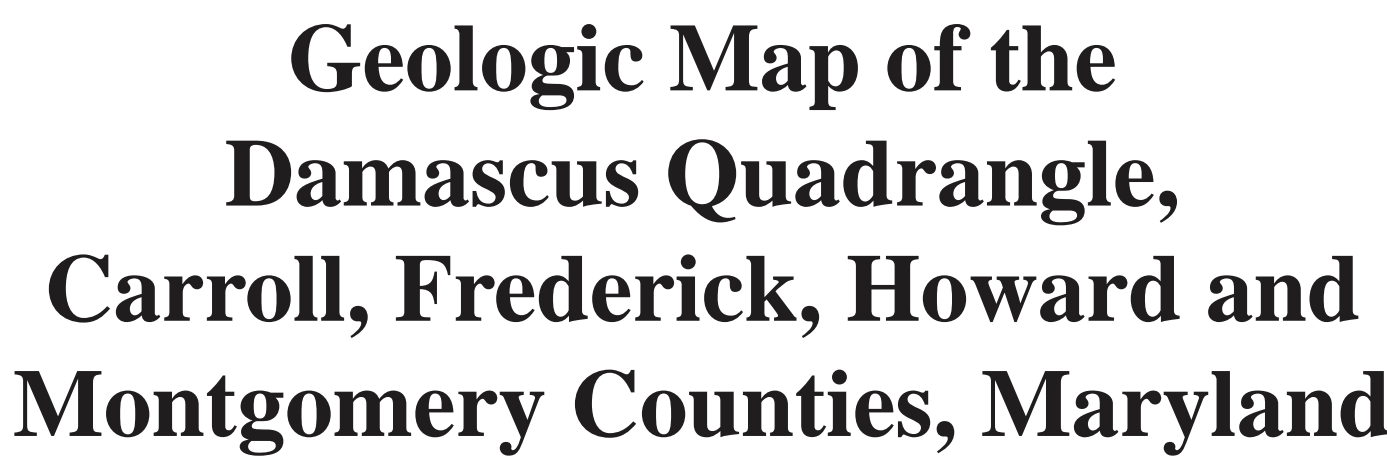 Geologic Map of the
Damascus Quadrangle,
Carroll, Frederick, Howard and
Montgomery Counties, Maryland